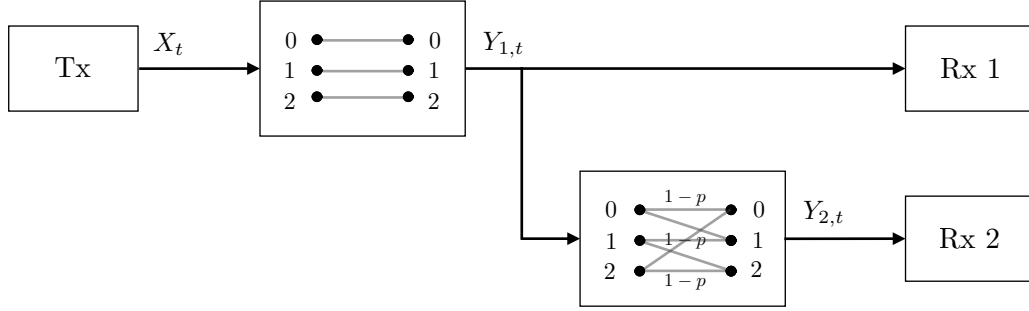 Tx
X_t
0 0
1 1
2 2
Y_{1,t}
Rx 1
0 1 − p 0
1 1 − p 1
2 1 − p 2
Y_{2,t}
Rx 2